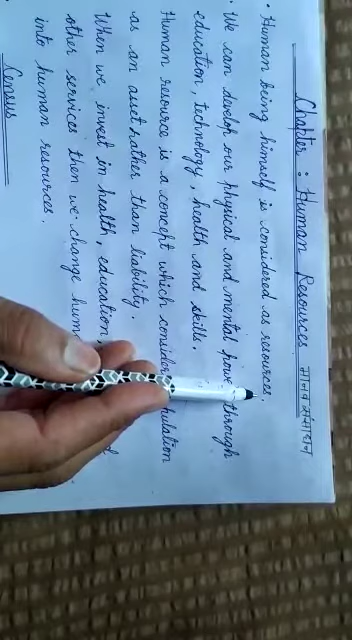 Chapter : Human Resources मानव संसाधन
• Human being himself is considered as resources.
• We can develop our physical and mental power through
education, technology, health and skills.
Human resource is a concept which consider
as an asset rather than liability.
When we invest in health, education,
other services then we change
into human resources.
Census